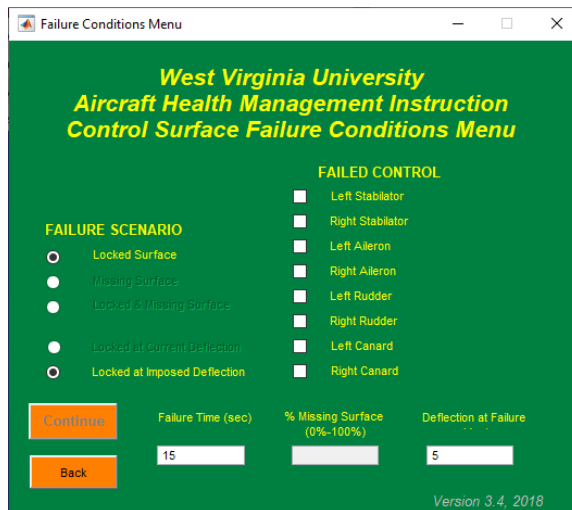 Failure Conditions Menu
West Virginia University
Aircraft Health Management Instruction
Control Surface Failure Conditions Menu
FAILURE SCENARIO
Locked Surface
Missing Surface
Locked & Missing Surface
Locked at Current Deflection
Locked at Imposed Deflection
FAILED CONTROL
Left Stabilator
Right Stabilator
Left Aileron
Right Aileron
Left Rudder
Right Rudder
Left Canard
Right Canard
Continue
Back
Failure Time (sec)
15
% Missing Surface
(0%-100%)
Deflection at Failure
5
Version 3.4, 2018